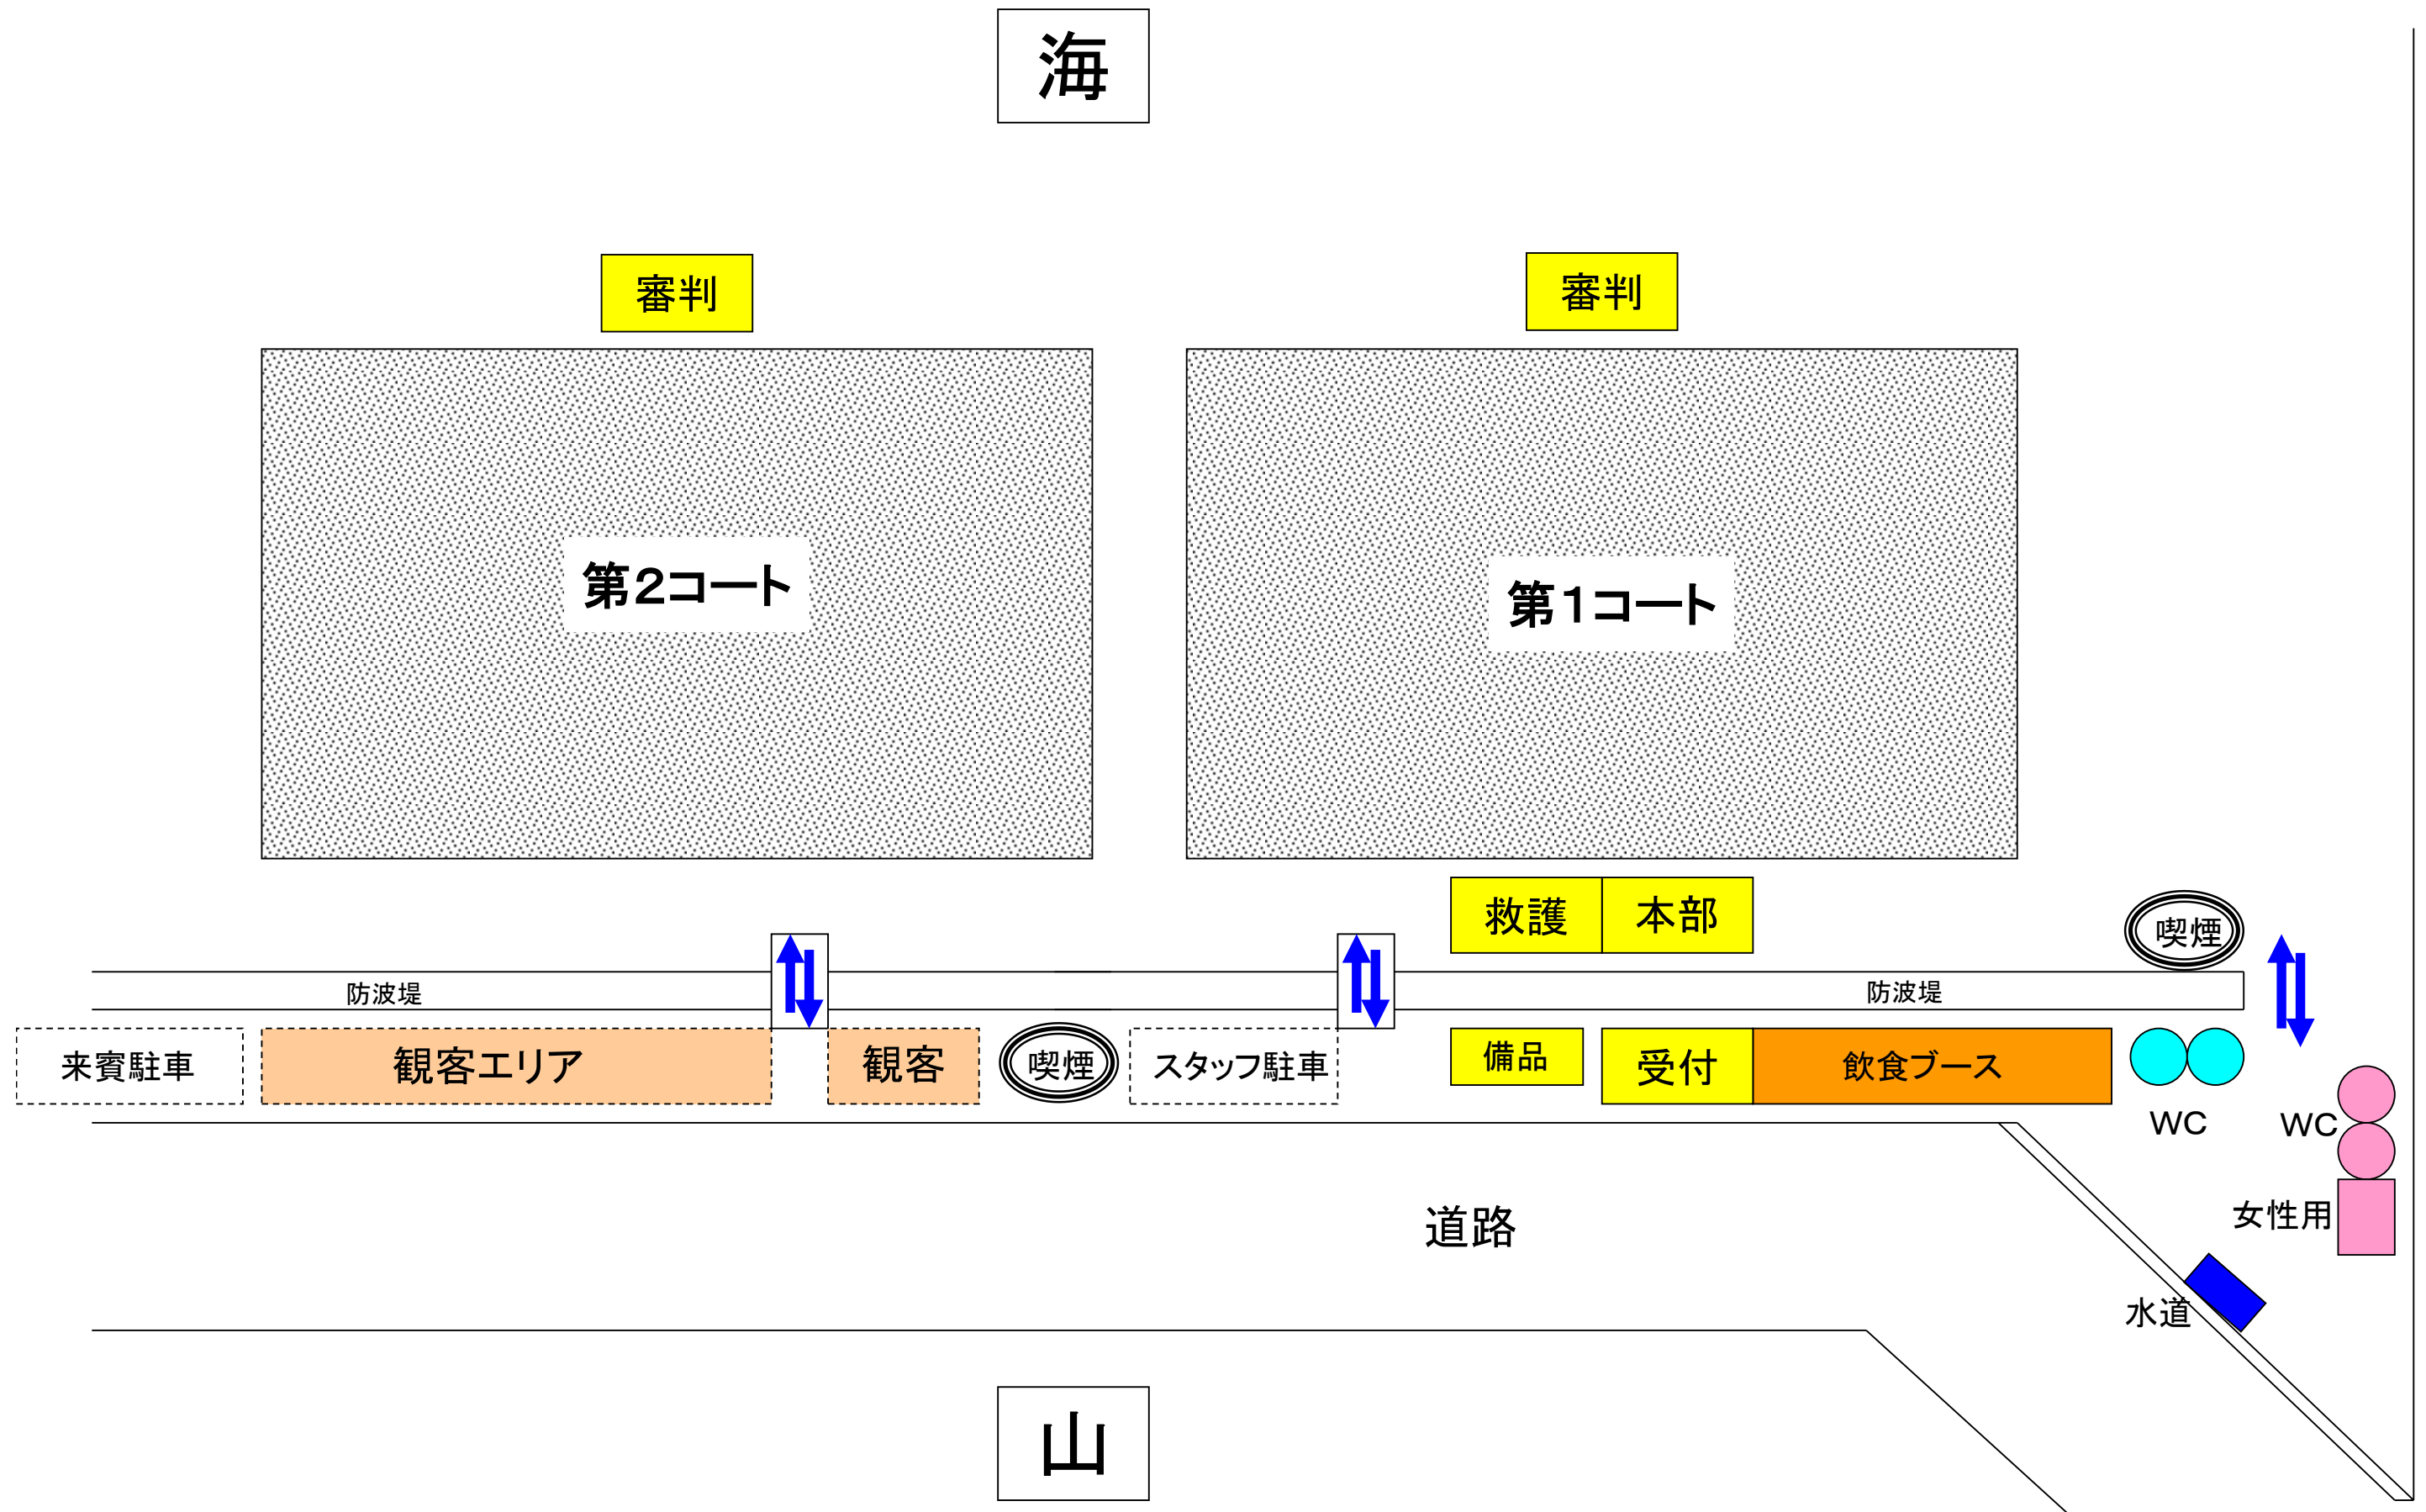 海
審判
審判
第２コート
第１コート
救護
本部
喫煙
防波堤
防波堤
来賓駐車
観客エリア
観客
喫煙
スタッフ駐車
備品
受付
飲食ブース
WC
WC
女性用
道路
水道
山